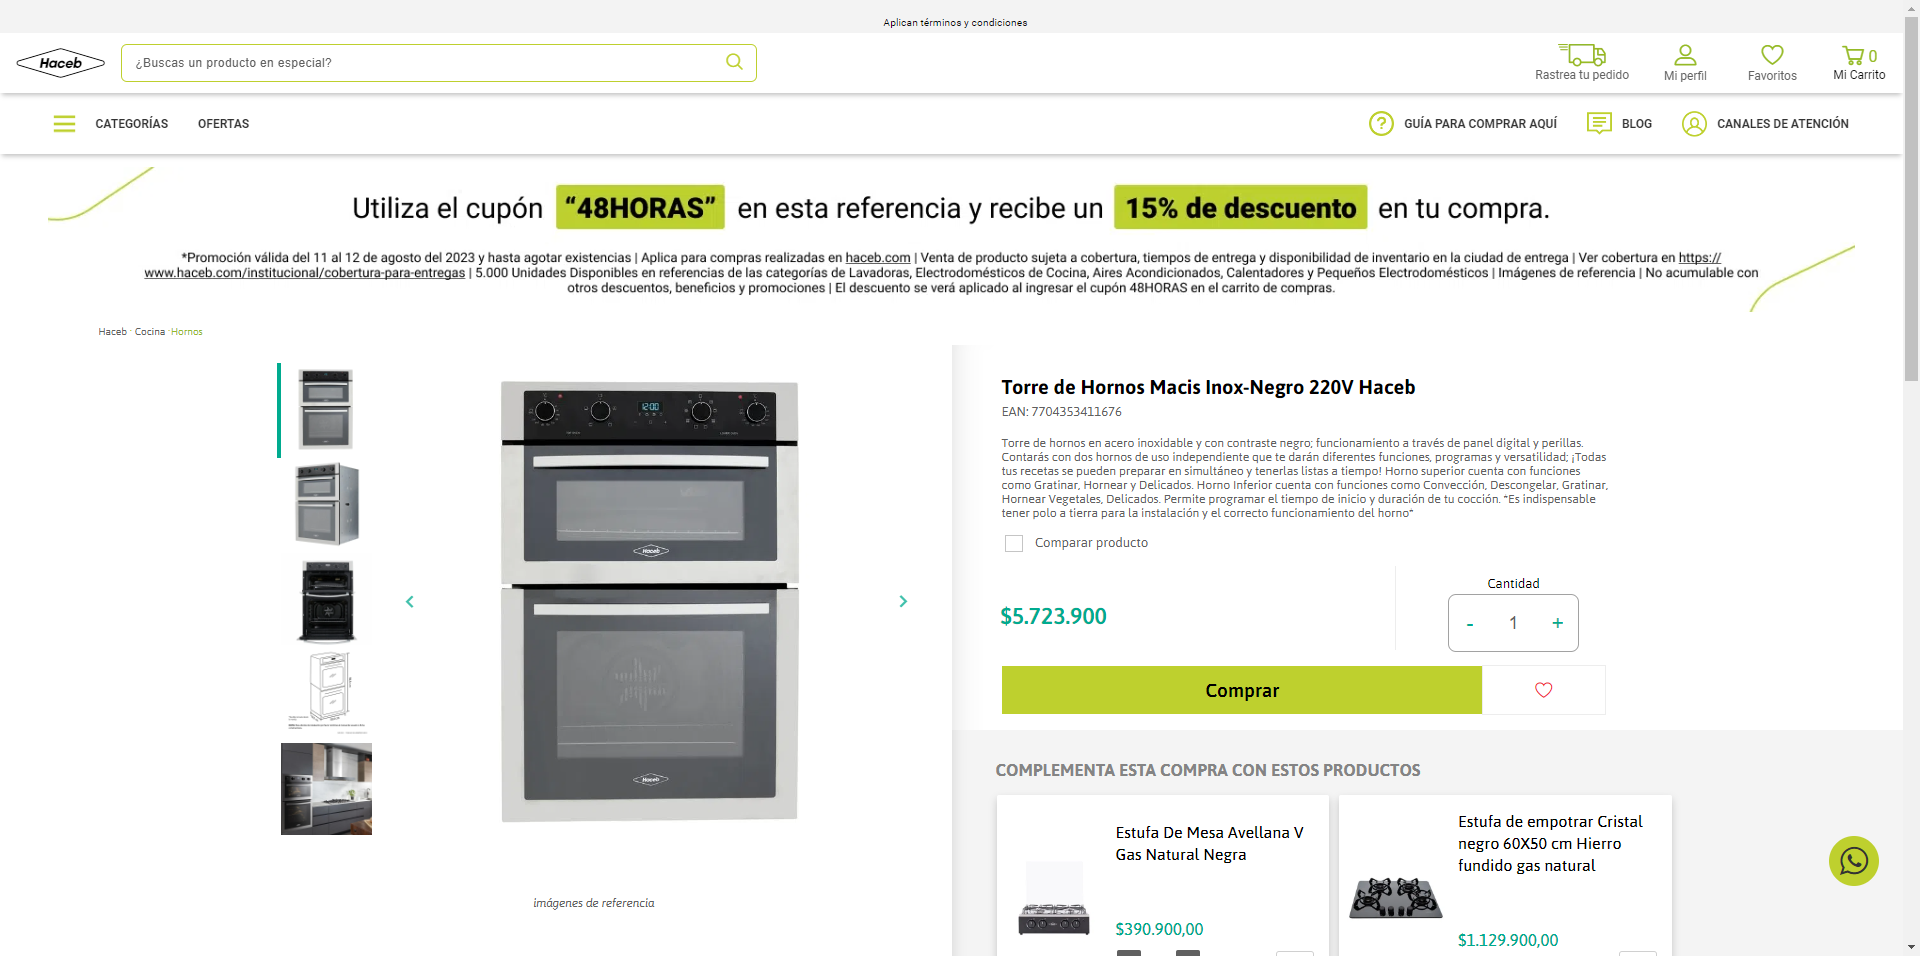 Aplican términos y condiciones
Haceb
¿Buscas un producto en especial?
Rastrea tu pedido
Mi perfil
Favoritos
0
Mi Carrito
CATEGORÍAS
OFERTAS
GUÍA PARA COMPRAR AQUÍ
BLOG
CANALES DE ATENCIÓN
Utiliza el cupón “48HORAS” en esta referencia y recibe un 15% de descuento en tu compra.
*Promoción válida del 11 al 12 de agosto del 2023 y hasta agotar existencias | Aplica para compras realizadas en haceb.com | Venta de producto sujeta a cobertura, tiempos de entrega y disponibilidad de inventario en la ciudad de entrega | Ver cobertura en https://
www.haceb.com/institucional/cobertura-para-entregas | 5.000 Unidades Disponibles en referencias de las categorías de Lavadoras, Electrodomésticos de Cocina, Aires Acondicionados, Calentadores y Pequeños Electrodomésticos | Imágenes de referencia | No acumulable con
otros descuentos, beneficios y promociones | El descuento se verá aplicado al ingresar el cupón 48HORAS en el carrito de compras.
Haceb · Cocina · Hornos
12:00
Haceb
Haceb
imágenes de referencia
Torre de Hornos Macis Inox-Negro 220V Haceb
EAN: 7704353411676
Torre de hornos en acero inoxidable y con contraste negro; funcionamiento a través de panel digital y perillas.
Contarás con dos hornos de uso independiente que te darán diferentes funciones, programas y versatilidad; ¡Todas
tus recetas se pueden preparar en simultáneo y tenerlas listas a tiempo! Horno superior cuenta con funciones
como Gratinar, Hornear y Delicados. Horno Inferior cuenta con funciones como Convección, Descongelar, Gratinar,
Hornear Vegetales, Delicados. Permite programar el tiempo de inicio y duración de tu cocción. *Es indispensable
tener polo a tierra para la instalación y el correcto funcionamiento del horno*
Comparar producto
$5.723.900
Cantidad
- 1 +
Comprar
COMPLEMENTA ESTA COMPRA CON ESTOS PRODUCTOS
Estufa De Mesa Avellana V
Gas Natural Negra
$390.900,00
Estufa de empotrar Cristal
negro 60X50 cm Hierro
fundido gas natural
$1.129.900,00